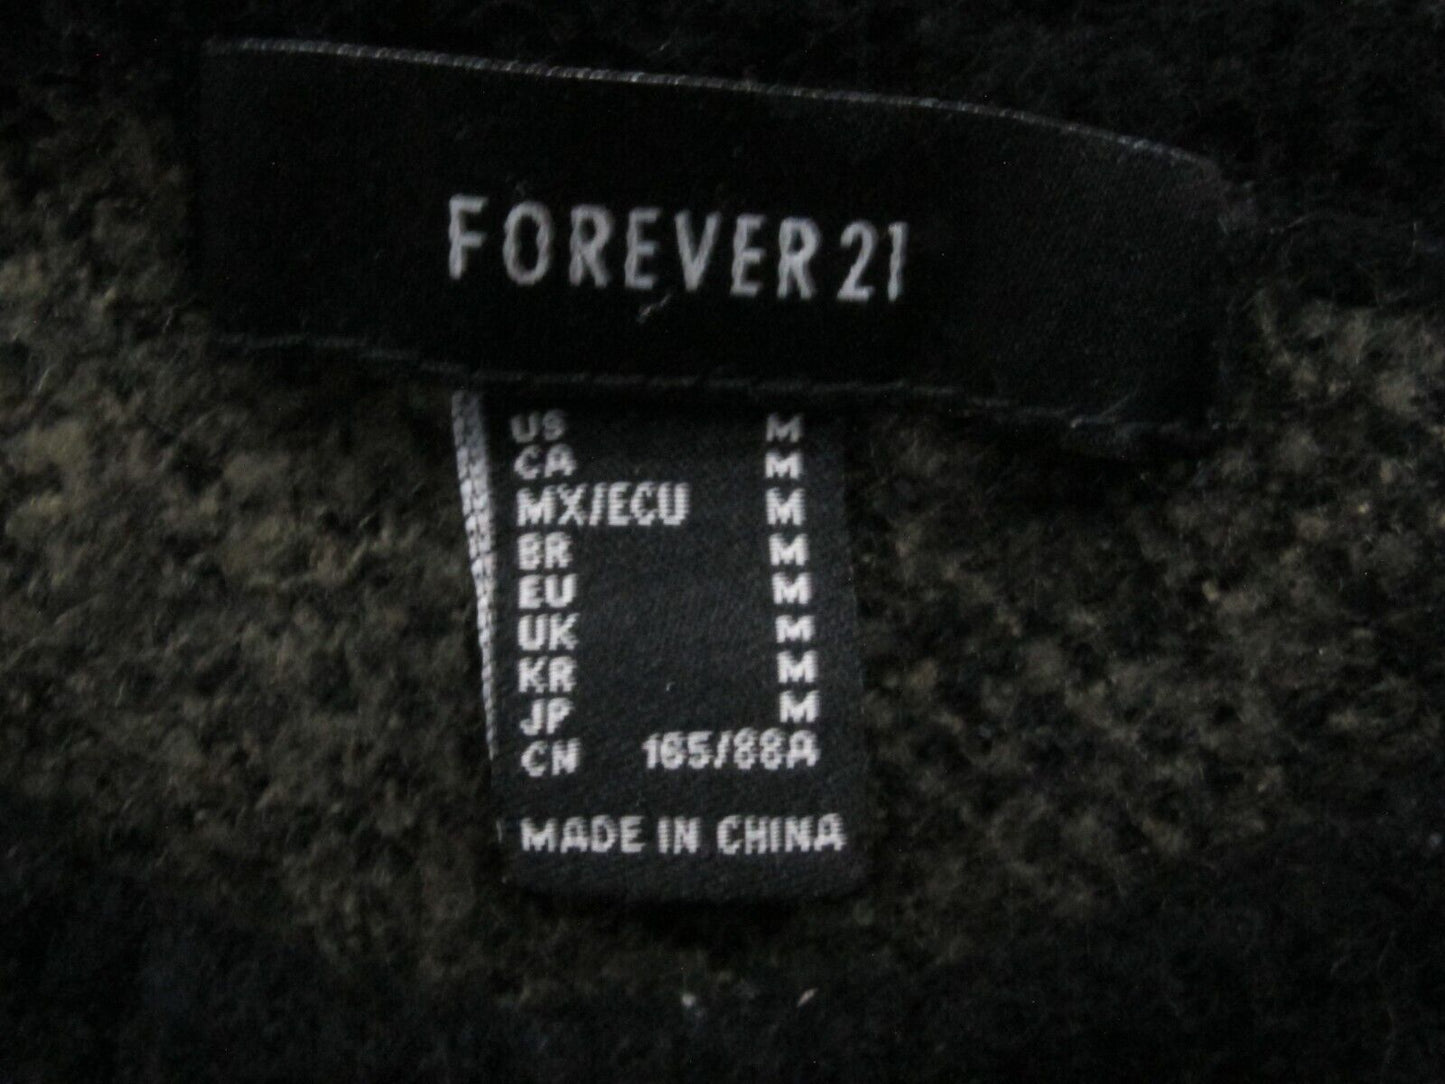 FOREVER 21
US M
CA M
MX/ECU M
BR M
EU M
UK M
KR M
JP M
CN 165/88A
MADE IN CHINA